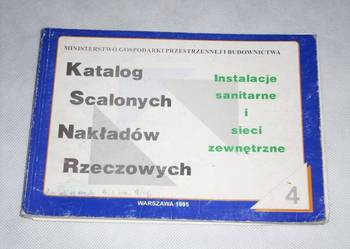 MINISTERSTWO GOSPODARKI PRZESTRZENNEJ I BUDOWNICTWA
Katalog
Scalonych
Nakładów
Rzeczowych
Instalacje
sanitarne
i
sieci
zewnętrzne
4
WARSZAWA 1995